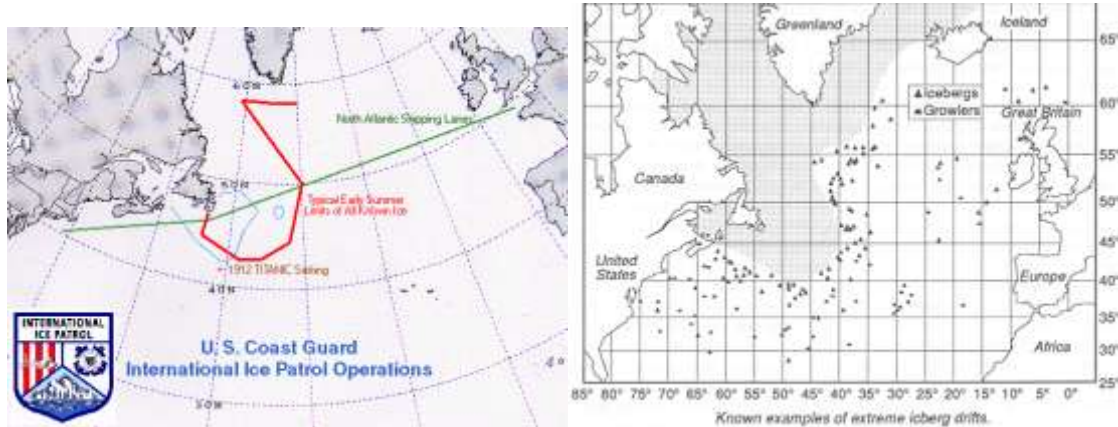 North Atlantic Shipping Lanes
Typical Early Summer
Limits of All Known Ice
1912 TITANIC Sinking
INTERNATIONAL
ICE PATROL
U. S. Coast Guard
International Ice Patrol Operations
Greenland
Iceland
65°
Icebergs
Growlers
60°
Great Britain
55°
Canada
50°
45°
United
States
40°
Europe
35°
Africa
30°
25°
85° 80° 75° 70° 65° 60° 55° 50° 45° 40° 35° 30° 25° 20° 15° 10° 5° 0°
Known examples of extreme iceberg drifts.